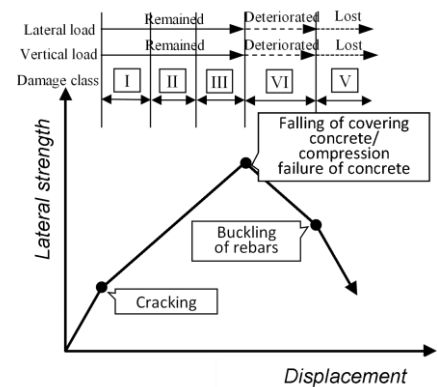 Lateral load Remained Deteriorated Lost
Vertical load Remained Deteriorated Lost
Damage class I II III VI V
Falling of covering
concrete/
compression
failure of concrete
Lateral strength
Buckling
of rebars
Cracking
Displacement